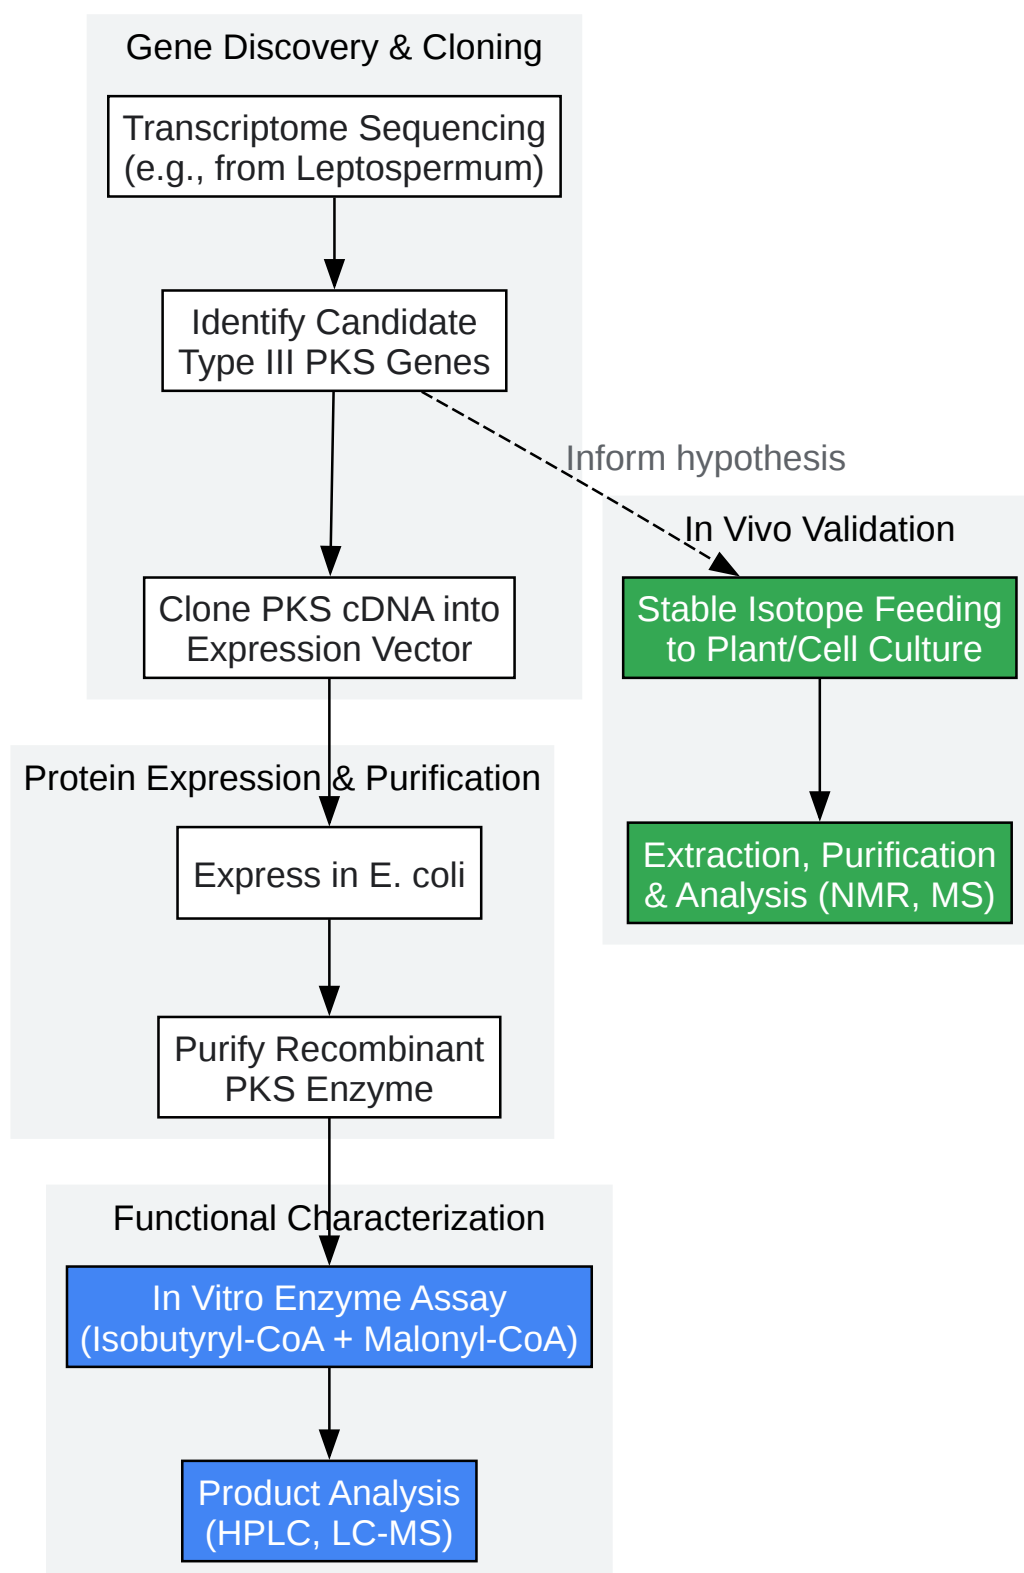 Gene Discovery & Cloning
Transcriptome Sequencing
(e.g., from Leptospermum)
Identify Candidate
Type III PKS Genes
Inform hypothesis
In Vivo Validation
Clone PKS cDNA into
Expression Vector
Stable Isotope Feeding
to Plant/Cell Culture
Protein Expression & Purification
Express in E. coli
Extraction, Purification
& Analysis (NMR, MS)
Purify Recombinant
PKS Enzyme
Functional Characterization
In Vitro Enzyme Assay
(Isobutyryl-CoA + Malonyl-CoA)
Product Analysis
(HPLC, LC-MS)